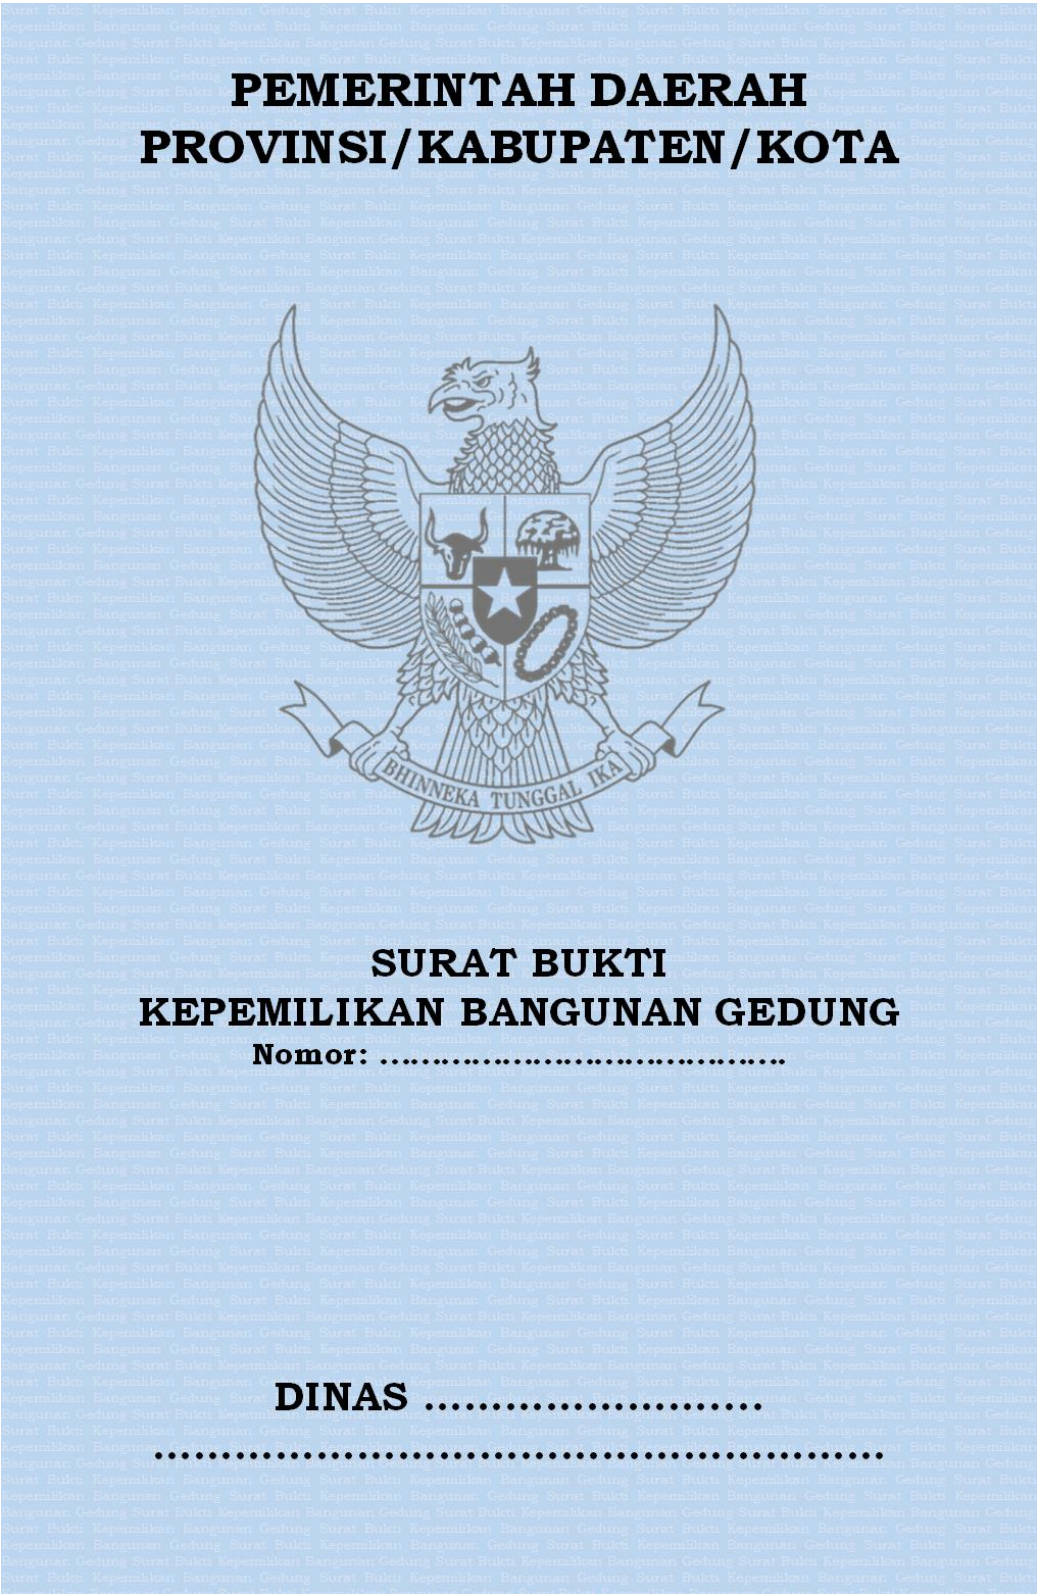 PEMERINTAH DAERAH
PROVINSI/KABUPATEN/KOTA
BHINNEKA TUNGGAL IKA
SURAT BUKTI
KEPEMILIKAN BANGUNAN GEDUNG
Nomor: ……………………………………
DINAS …………………….
………………………………………………